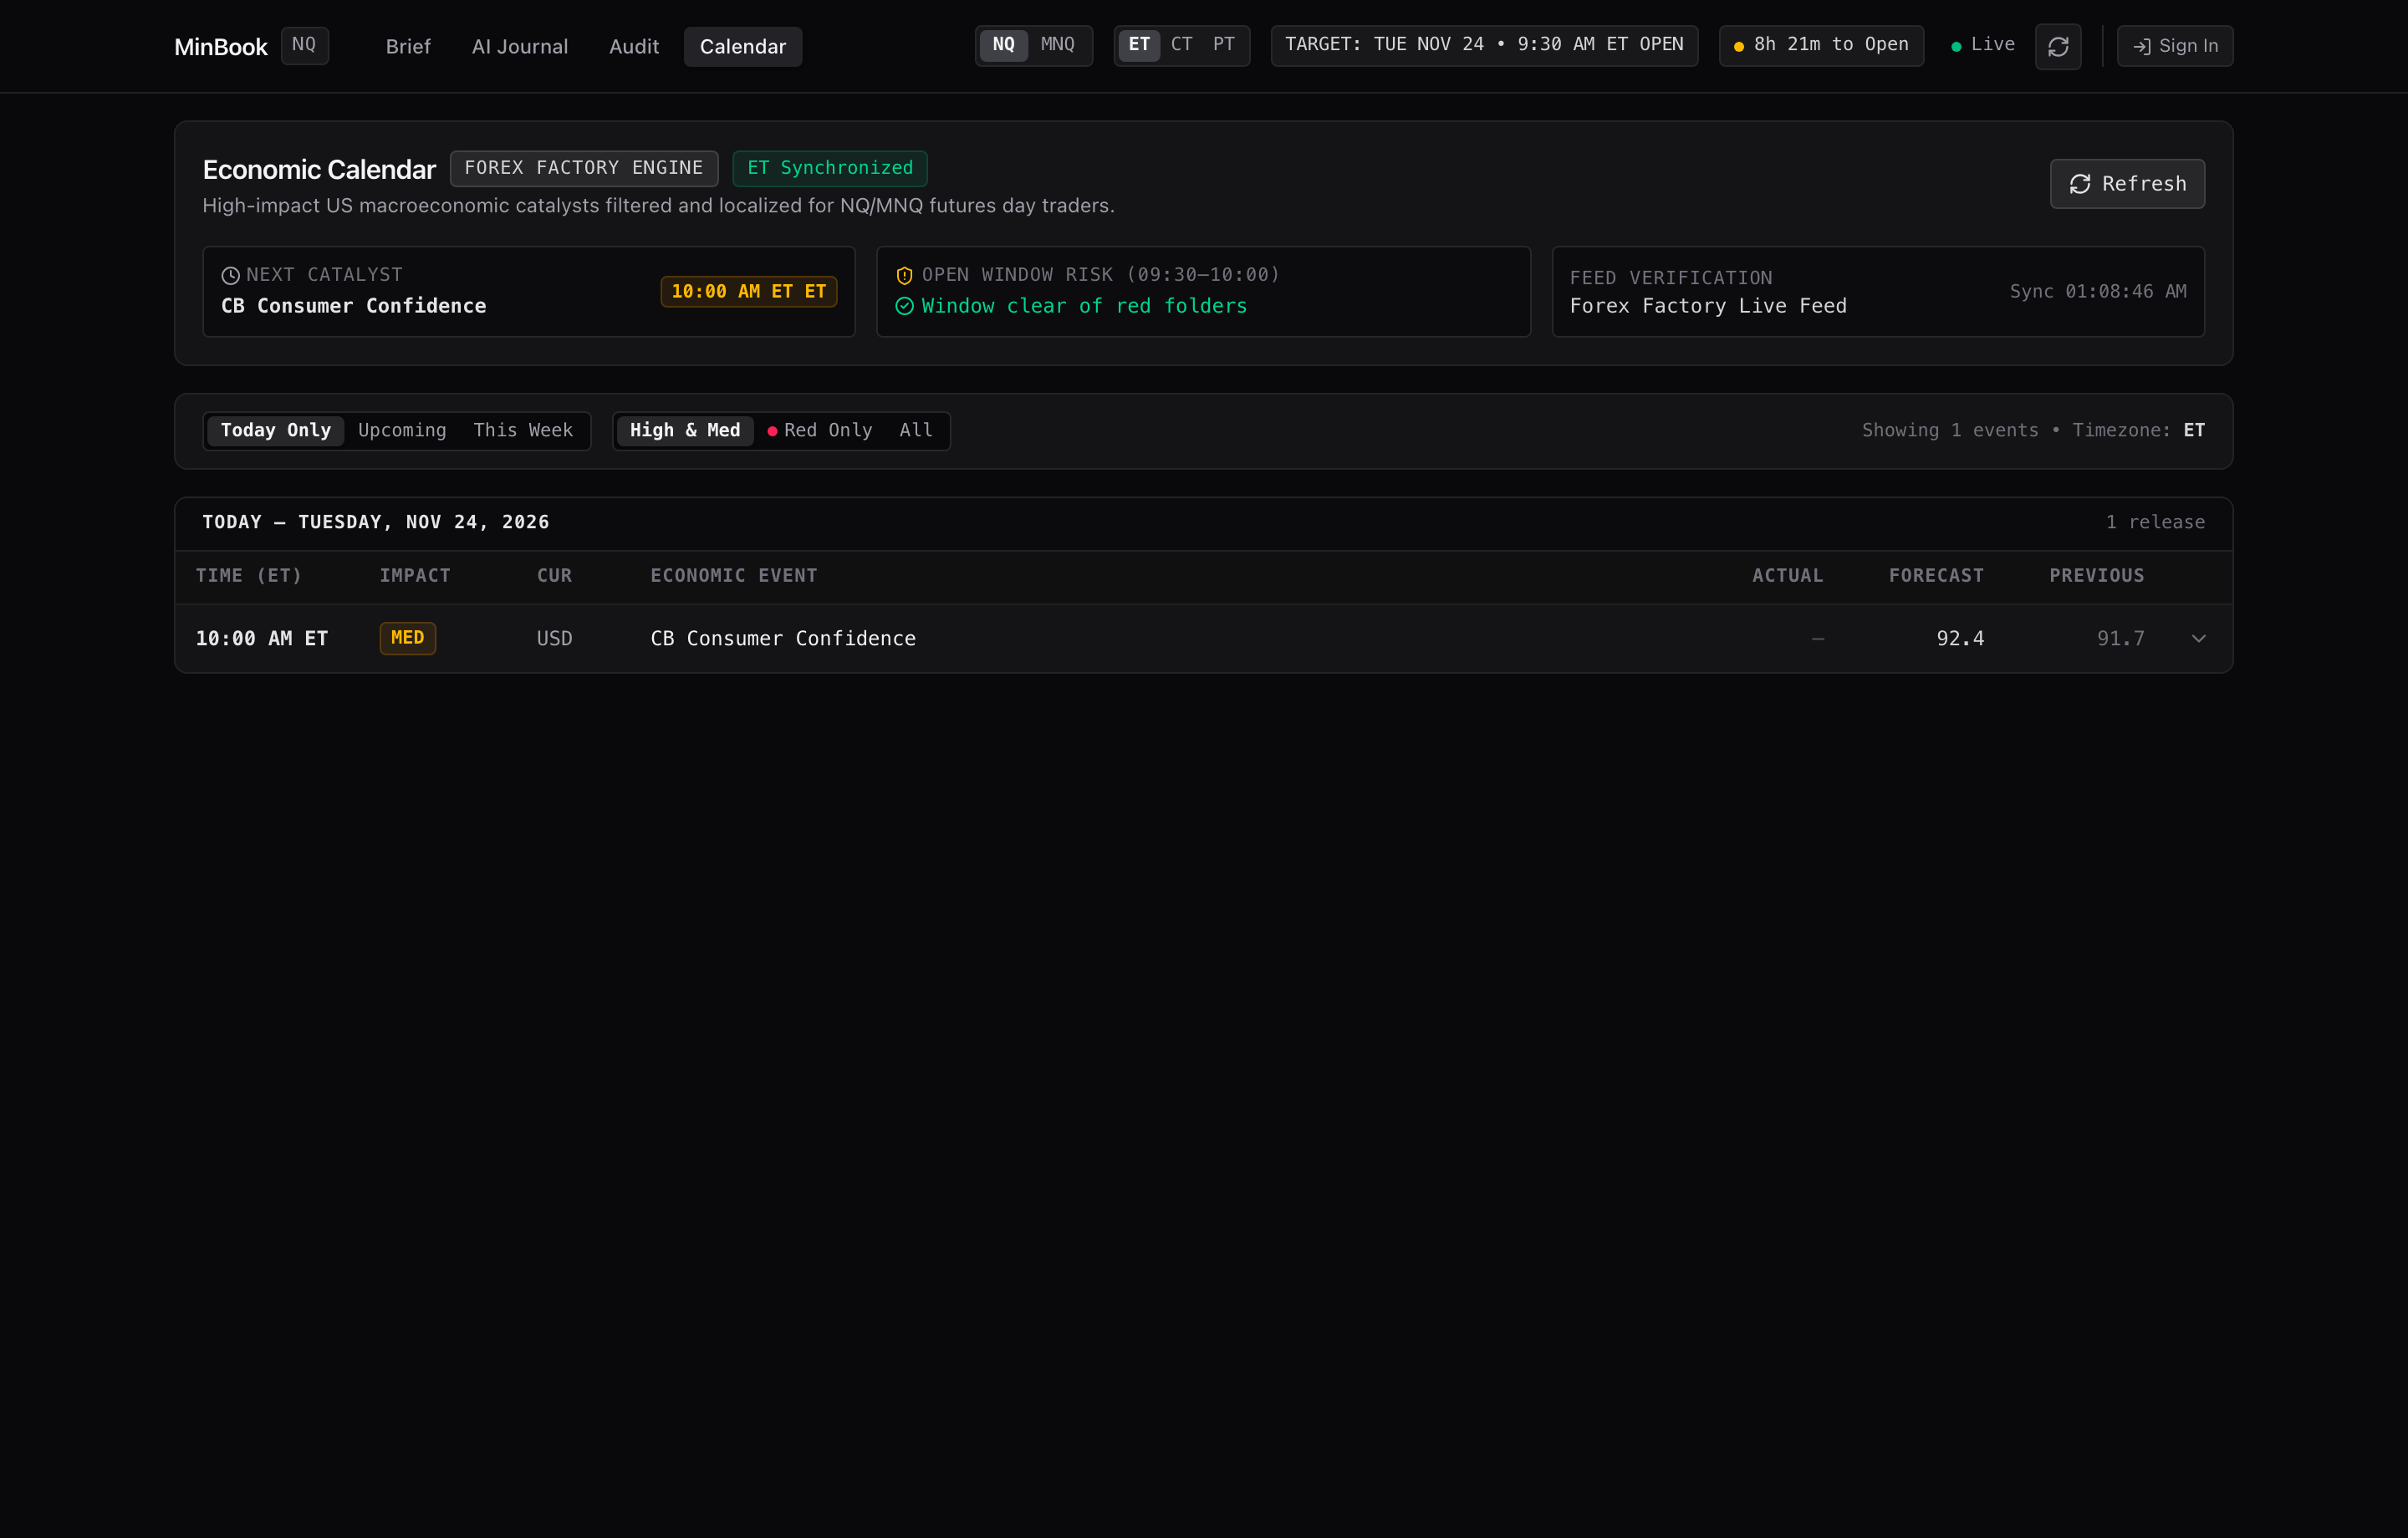 MinBook NQ Brief AI Journal Audit Calendar NQ MNQ ET CT PT TARGET: TUE NOV 24 • 9:30 AM ET OPEN 8h 21m to Open Live Sign In
Economic Calendar FOREX FACTORY ENGINE ET Synchronized
High-impact US macroeconomic catalysts filtered and localized for NQ/MNQ futures day traders.
Refresh
NEXT CATALYST
CB Consumer Confidence
10:00 AM ET ET
OPEN WINDOW RISK (09:30–10:00)
Window clear of red folders
FEED VERIFICATION
Forex Factory Live Feed
Sync 01:08:46 AM
Today Only Upcoming This Week High & Med Red Only All Showing 1 events • Timezone: ET
TODAY — TUESDAY, NOV 24, 2026 1 release
TIME (ET) IMPACT CUR ECONOMIC EVENT ACTUAL FORECAST PREVIOUS
10:00 AM ET MED USD CB Consumer Confidence — 92.4 91.7